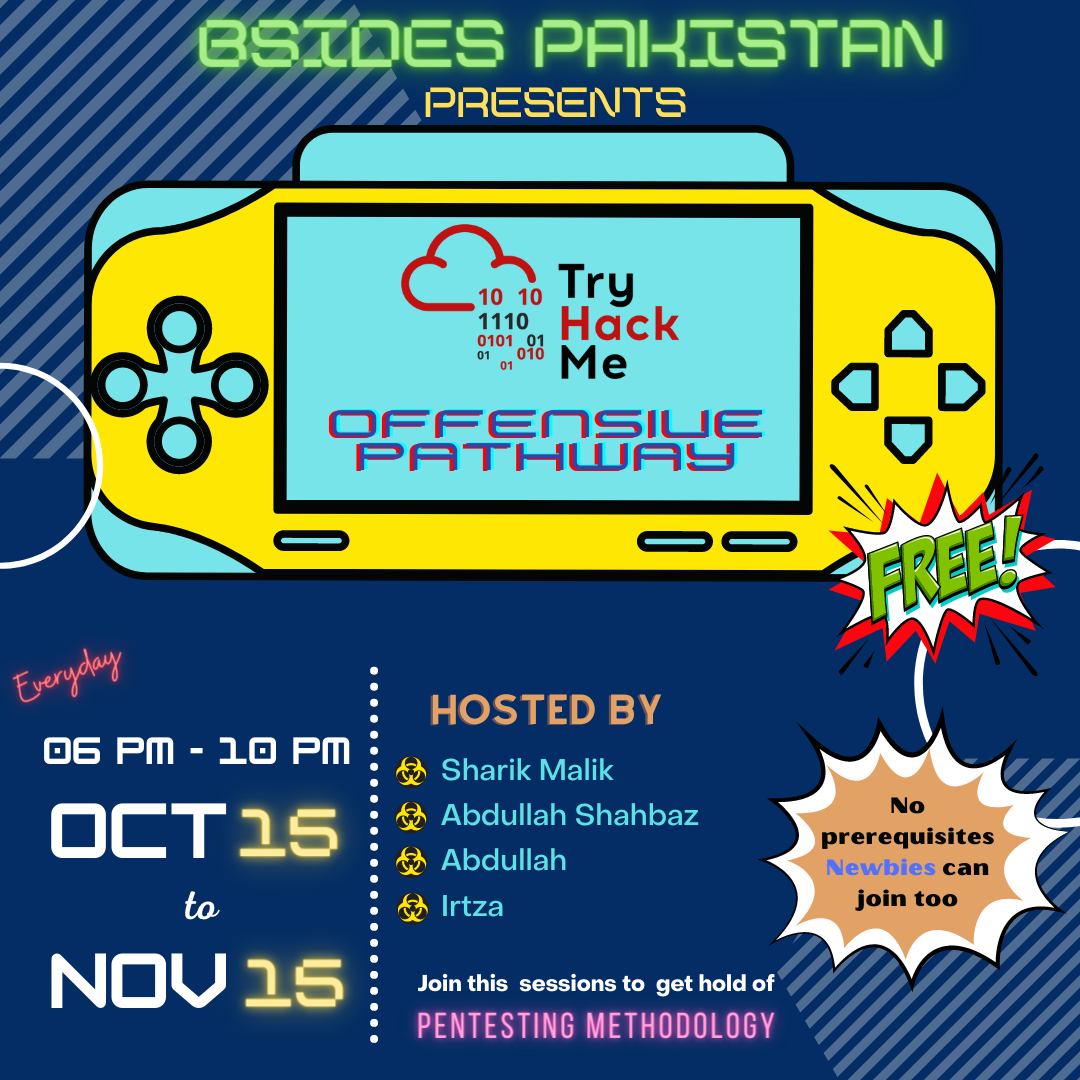 BSIDES PAKISTAN
PRESENTS
10 10
1110
0101 01
01 010
01
Try
Hack
Me
OFFENSIVE
PATHWAY
FREE!
Everyday
06 PM - 10 PM
OCT 15
to
NOV 15
HOSTED BY
Sharik Malik
Abdullah Shahbaz
Abdullah
Irtza
Join this sessions to get hold of
PENTESTING METHODOLOGY
No
prerequisites
Newbies can
join too